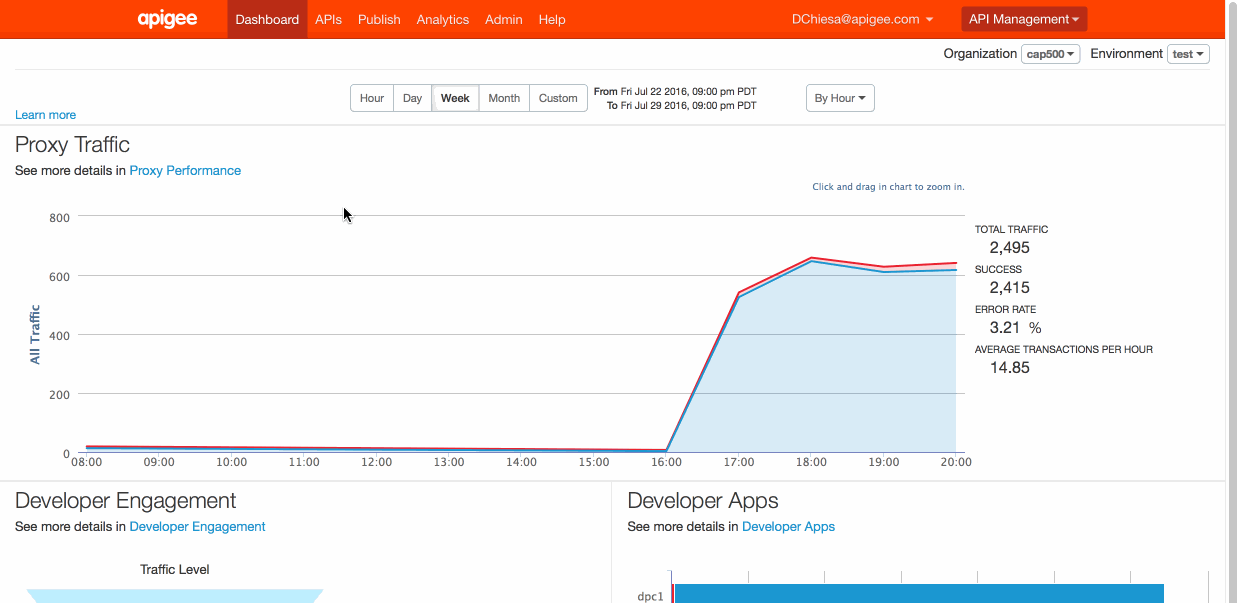 apigee Dashboard APIs Publish Analytics Admin Help DChiesa@apigee.com API Management
Organization cap500 Environment test
Hour Day Week Month Custom From Fri Jul 22 2016, 09:00 pm PDT By Hour
To Fri Jul 29 2016, 09:00 pm PDT
Learn more
Proxy Traffic
See more details in Proxy Performance
Click and drag in chart to zoom in.
800
600
400
200
0
All Traffic
08:00 09:00 10:00 11:00 12:00 13:00 14:00 15:00 16:00 17:00 18:00 19:00 20:00
TOTAL TRAFFIC
2,495
SUCCESS
2,415
ERROR RATE
3.21 %
AVERAGE TRANSACTIONS PER HOUR
14.85
Developer Engagement
See more details in Developer Engagement
Traffic Level
Developer Apps
See more details in Developer Apps
dpc1